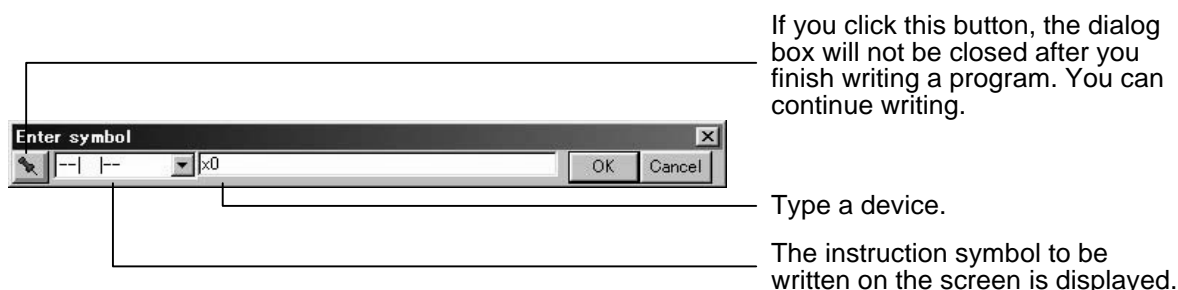 If you click this button, the dialog
box will not be closed after you
finish writing a program. You can
continue writing.
Enter symbol
--| |--
x0
OK
Cancel
Type a device.
The instruction symbol to be
written on the screen is displayed.